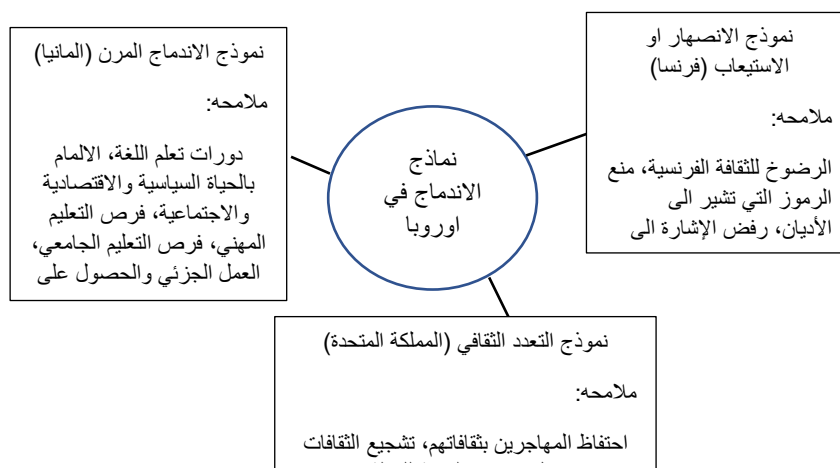 نموذج الانصهار او
الاستيعاب (فرنسا)
ملامحه:
الرضوخ للثقافة الفرنسية، منع
الرموز التي تشير الى
الأديان، رفض الإشارة الى
نموذج الاندماج المرن (المانيا)
ملامحه:
دورات تعلم اللغة، الالمام
بالحياة السياسية والاقتصادية
والاجتماعية، فرص التعليم
المهني، فرص التعليم الجامعي،
العمل الجزئي والحصول على
نماذج
الاندماج في
اوروبا
نموذج التعدد الثقافي (المملكة المتحدة)
ملامحه:
احتفاظ المهاجرين بثقافاتهم، تشجيع الثقافات